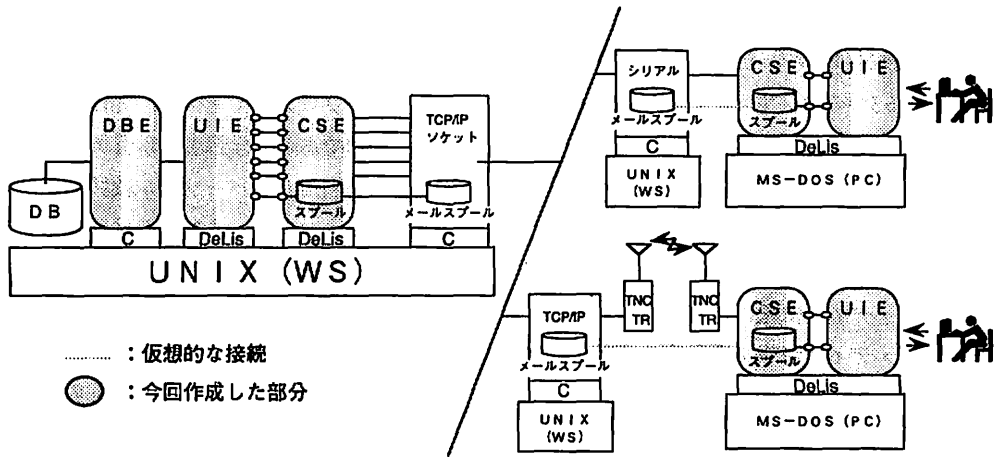 DBE
UIE
CSE
TCP/IP
ソケット
DB
スプール
メールスプール
C
DeLis
DeLis
C
UNIX (WS)
シリアル
メールスプール
C
UNIX
(WS)
CSE
UIE
スプール
DeLis
MS-DOS (PC)
TNC
TR
TNC
TR
TCP/IP
メールスプール
C
UNIX
(WS)
CSE
UIE
スプール
DeLis
MS-DOS (PC)
:仮想的な接続
:今回作成した部分